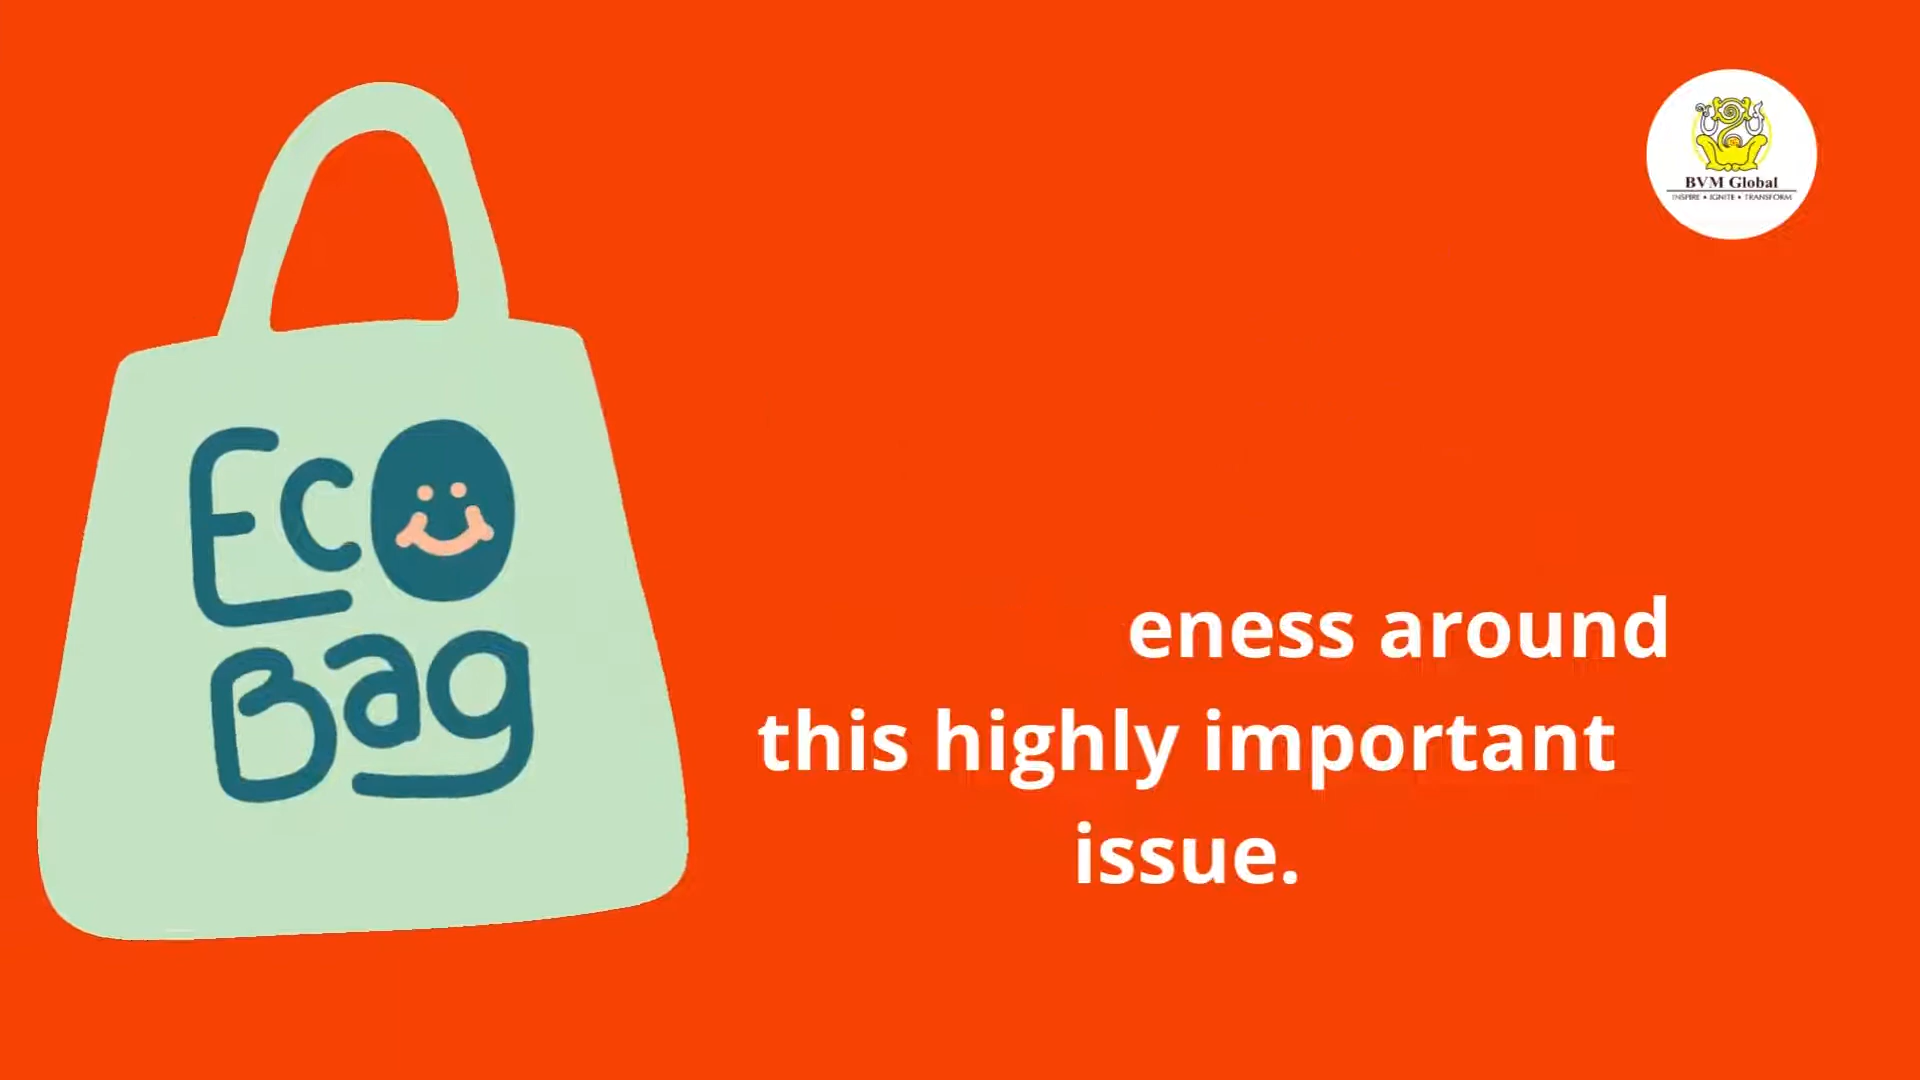 Eco
Bag
BVM Global
INSPIRE • IGNITE • TRANSFORM
eness around
this highly important
issue.